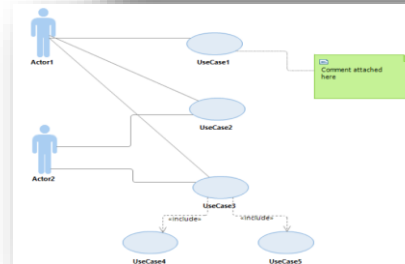 Actor1
UseCase1
Comment attached
here
UseCase2
Actor2
UseCase3
«include»
«include»
UseCase4
UseCase5